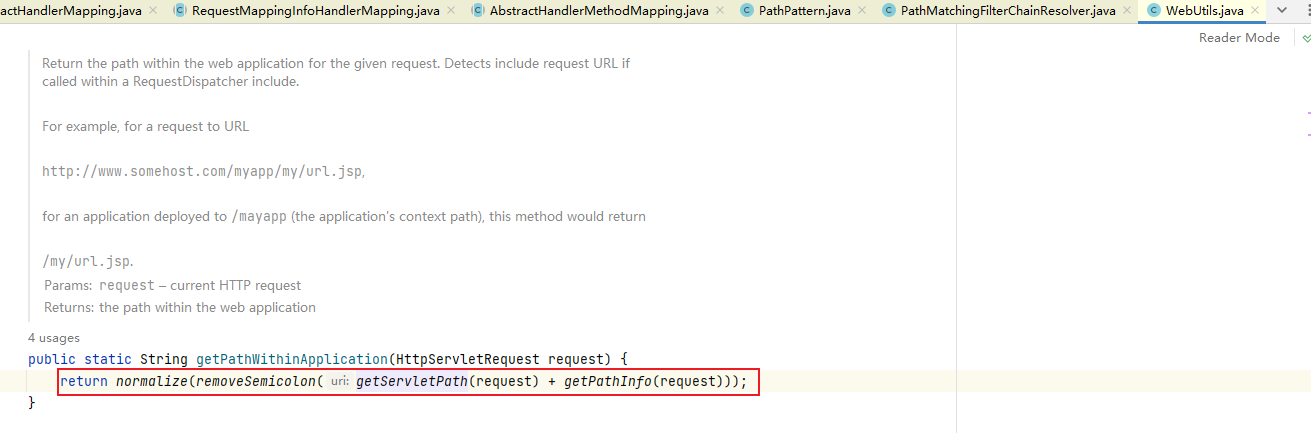 actHandlerMapping.java RequestMappingInfoHandlerMapping.java AbstractHandlerMethodMapping.java PathPattern.java PathMatchingFilterChainResolver.java WebUtils.java
Reader Mode
Return the path within the web application for the given request. Detects include request URL if
called within a RequestDispatcher include.
For example, for a request to URL
http://www.somehost.com/myapp/my/url.jsp,
for an application deployed to /mayapp (the application's context path), this method would return
/my/url.jsp.
Params: request – current HTTP request
Returns: the path within the web application
4 usages
public static String getPathWithinApplication(HttpServletRequest request) {
return normalize(removeSemicolon( uri: getServletPath(request) + getPathInfo(request)));
}